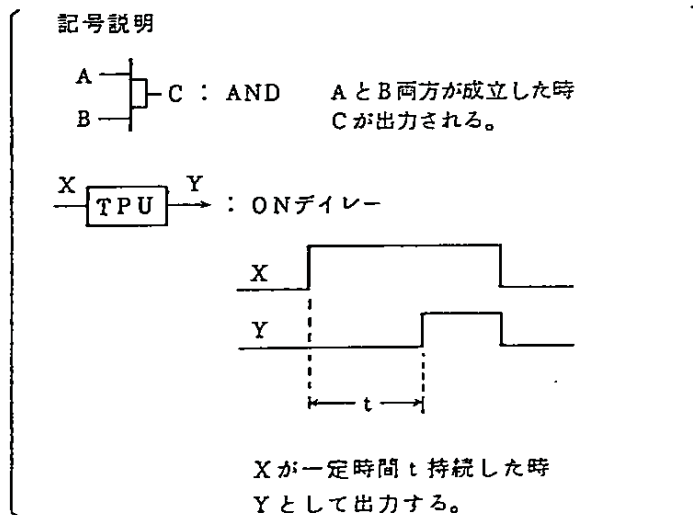 記号説明
A
B
C : AND AとB両方が成立した時
Cが出力される。
X TPU Y : ONデイレー
X
Y
t
Xが一定時間t持続した時
Yとして出力する。